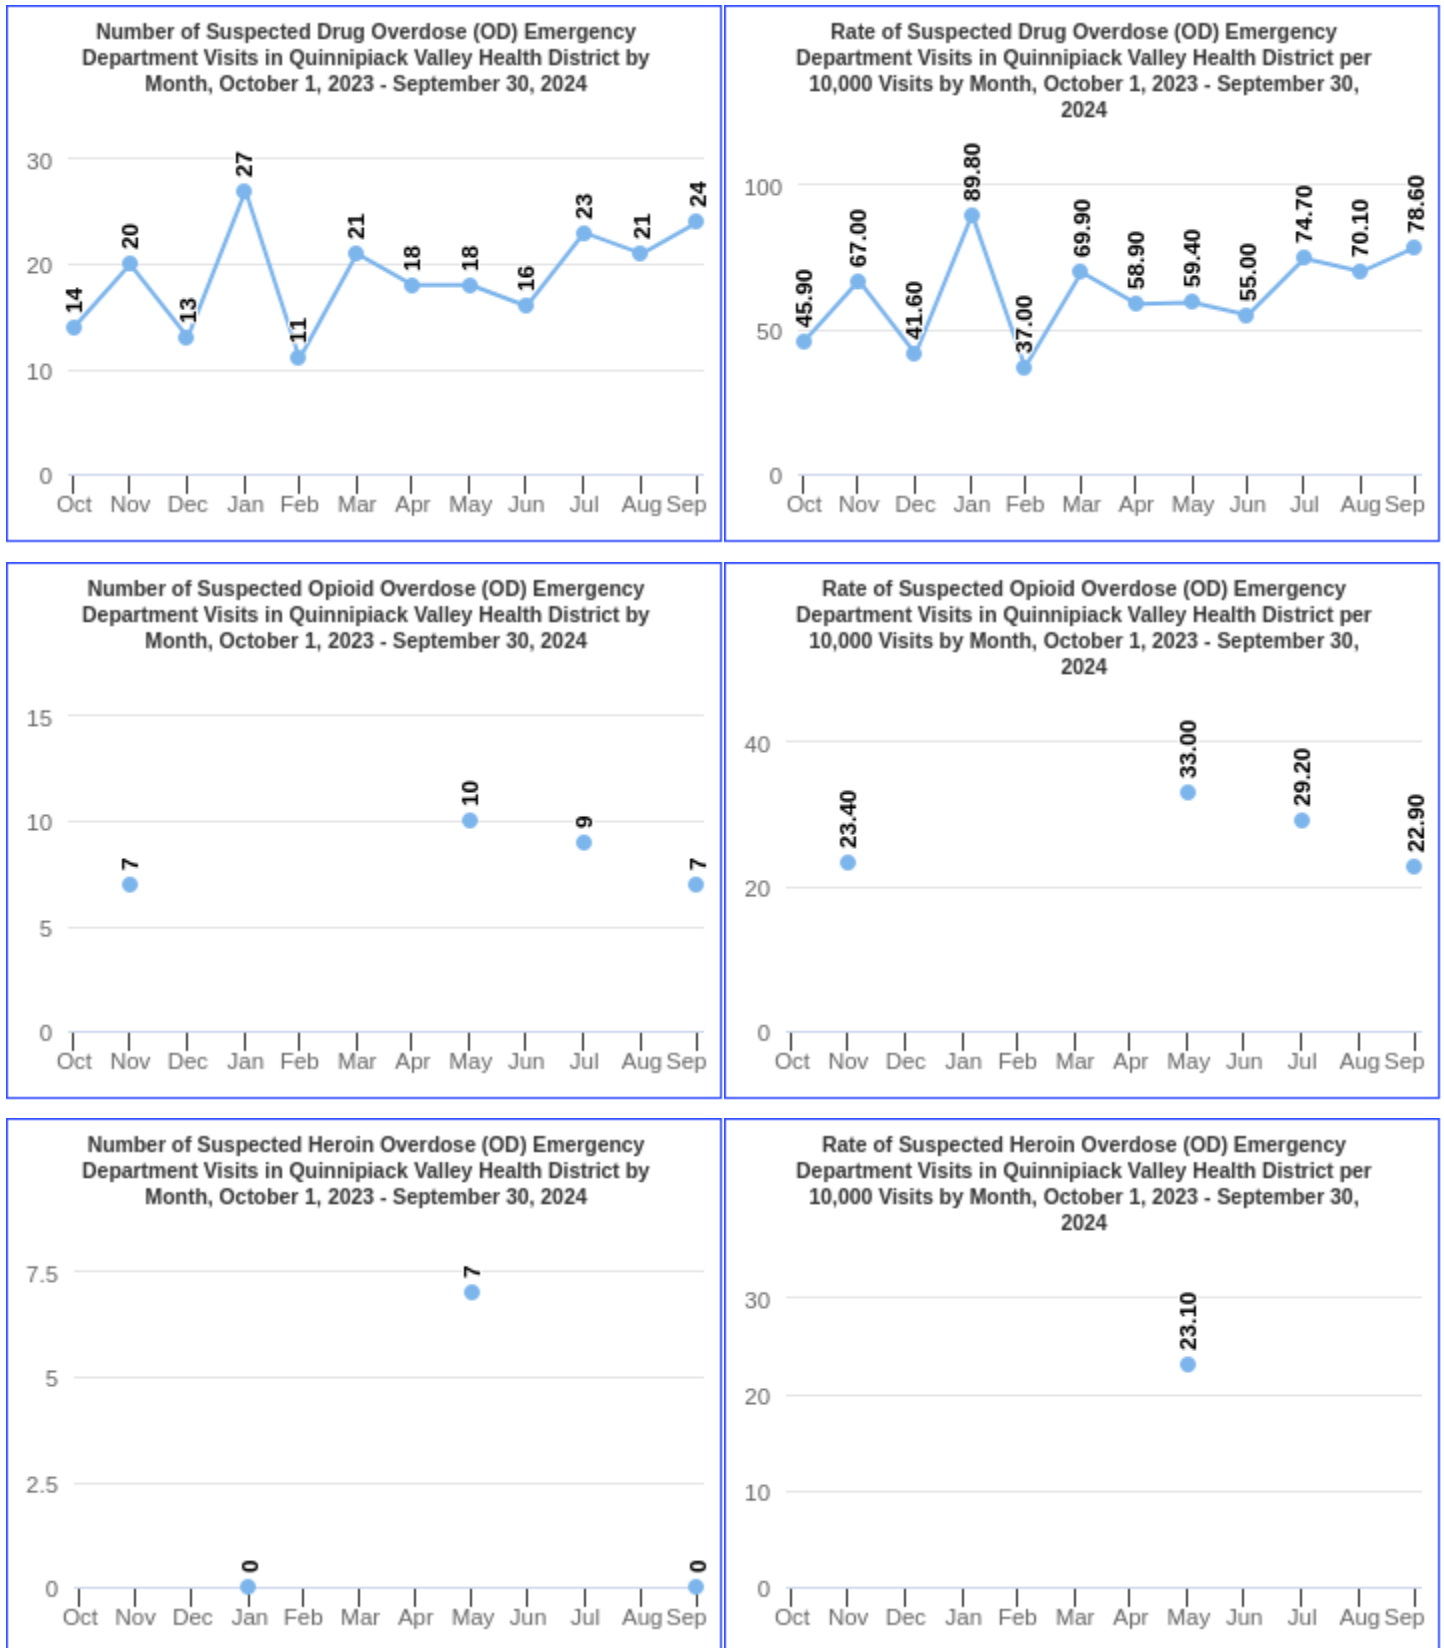 Number of Suspected Drug Overdose (OD) Emergency
Department Visits in Quinnipiack Valley Health District by
Month, October 1, 2023 - September 30, 2024
30
20
10
0
14
20
13
27
11
21
18
18
16
23
21
24
Oct Nov Dec Jan Feb Mar Apr May Jun Jul Aug Sep
Rate of Suspected Drug Overdose (OD) Emergency
Department Visits in Quinnipiack Valley Health District per
10,000 Visits by Month, October 1, 2023 - September 30,
2024
100
50
0
45.90
67.00
41.60
89.80
37.00
69.90
58.90
59.40
55.00
74.70
70.10
78.60
Oct Nov Dec Jan Feb Mar Apr May Jun Jul Aug Sep
Number of Suspected Opioid Overdose (OD) Emergency
Department Visits in Quinnipiack Valley Health District by
Month, October 1, 2023 - September 30, 2024
15
10
5
0
7
10
9
7
Oct Nov Dec Jan Feb Mar Apr May Jun Jul Aug Sep
Rate of Suspected Opioid Overdose (OD) Emergency
Department Visits in Quinnipiack Valley Health District per
10,000 Visits by Month, October 1, 2023 - September 30,
2024
40
20
0
23.40
33.00
29.20
22.90
Oct Nov Dec Jan Feb Mar Apr May Jun Jul Aug Sep
Number of Suspected Heroin Overdose (OD) Emergency
Department Visits in Quinnipiack Valley Health District by
Month, October 1, 2023 - September 30, 2024
7.5
5
2.5
0
0
7
0
Oct Nov Dec Jan Feb Mar Apr May Jun Jul Aug Sep
Rate of Suspected Heroin Overdose (OD) Emergency
Department Visits in Quinnipiack Valley Health District per
10,000 Visits by Month, October 1, 2023 - September 30,
2024
30
20
10
0
23.10
Oct Nov Dec Jan Feb Mar Apr May Jun Jul Aug Sep